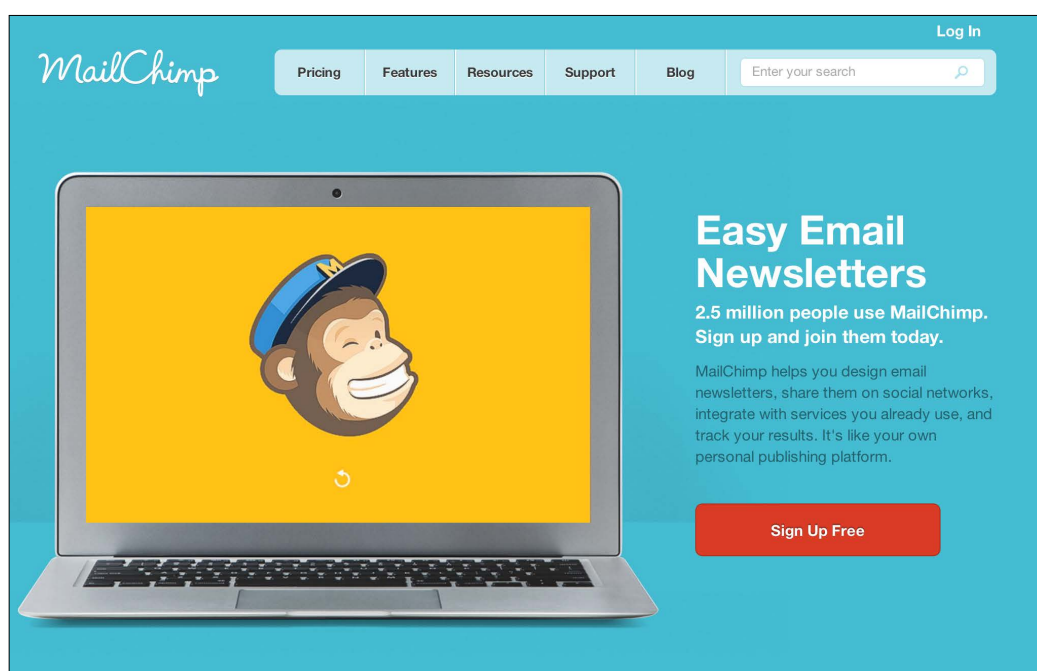 Log In
MailChimp
Pricing Features Resources Support Blog Enter your search
M
Easy Email
Newsletters
2.5 million people use MailChimp.
Sign up and join them today.
MailChimp helps you design email
newsletters, share them on social networks,
integrate with services you already use, and
track your results. It's like your own
personal publishing platform.
Sign Up Free